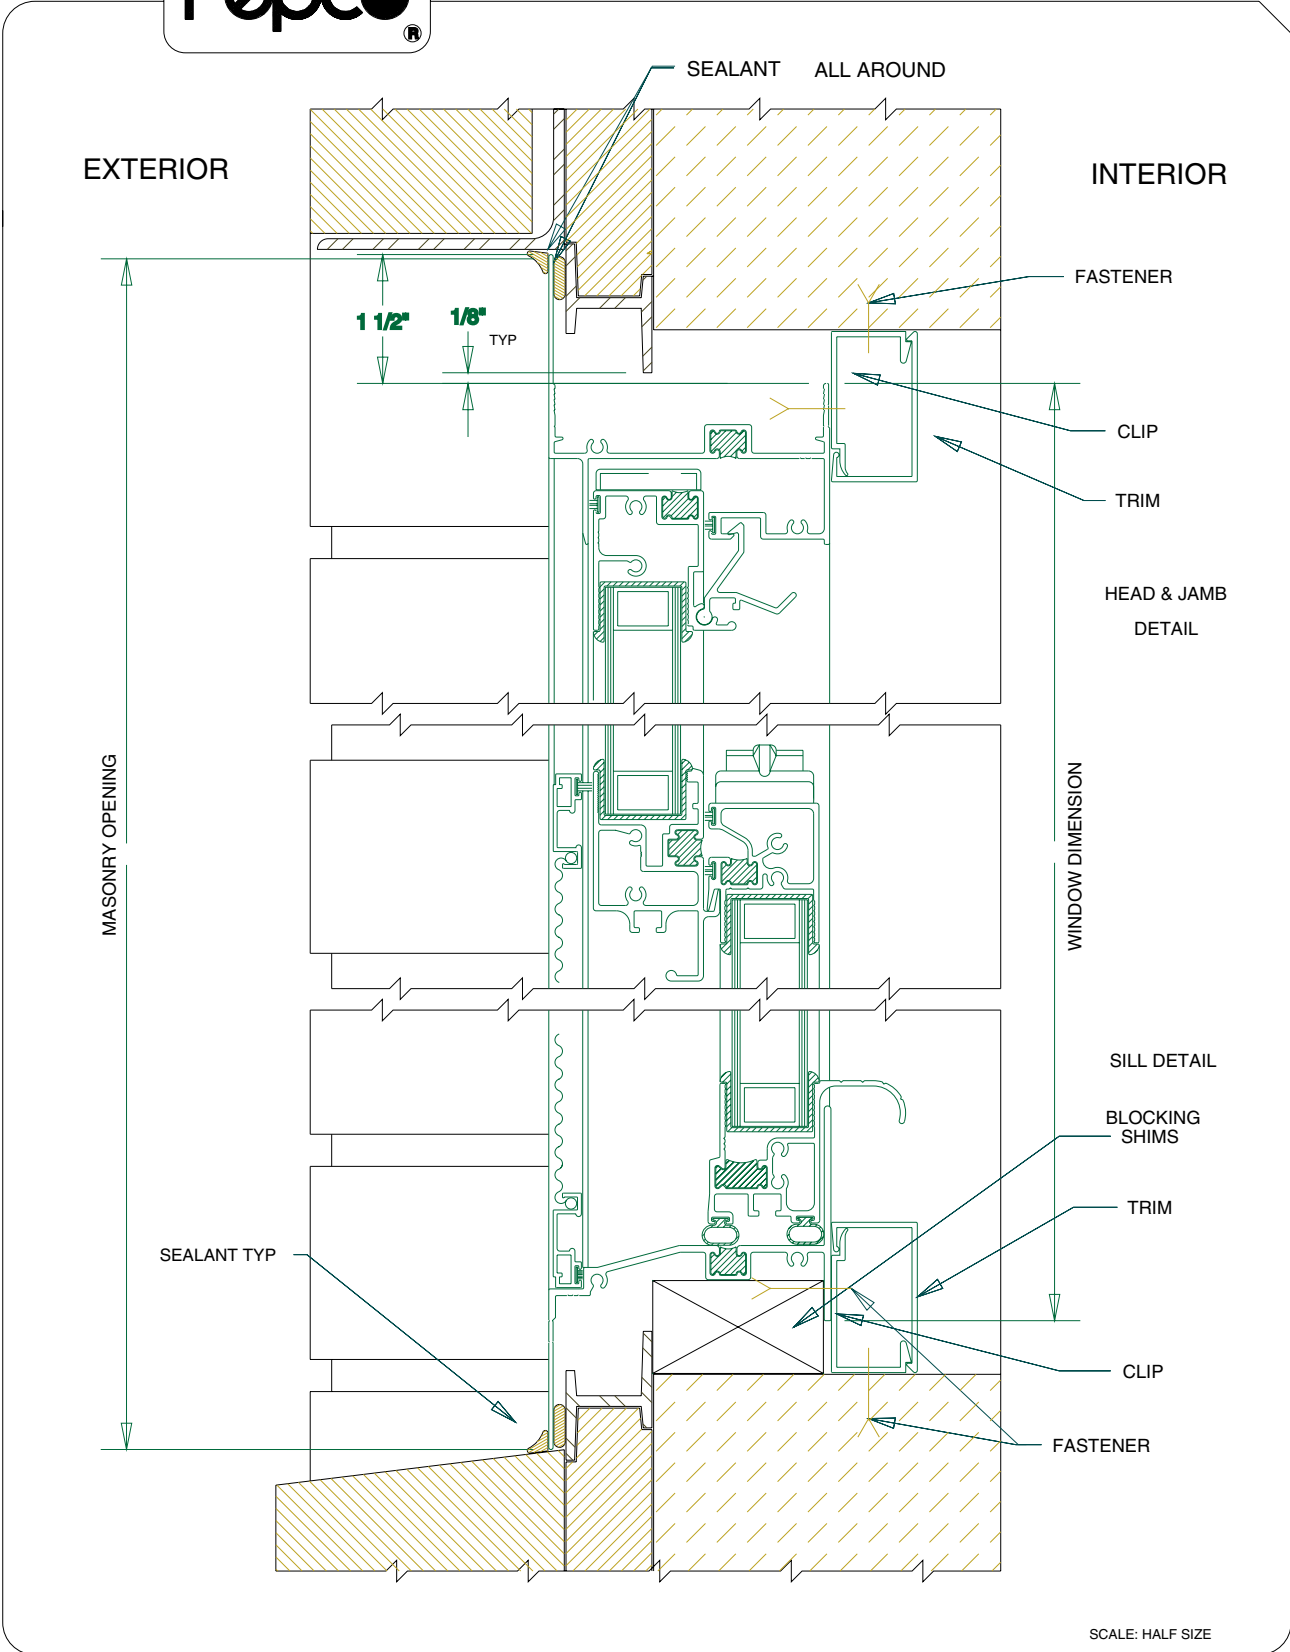 ®
SEALANT ALL AROUND
EXTERIOR
INTERIOR
FASTENER
1 1/2"
1/8"
TYP
CLIP
TRIM
HEAD & JAMB
DETAIL
MASONRY OPENING
WINDOW DIMENSION
SILL DETAIL
BLOCKING
SHIMS
TRIM
SEALANT TYP
CLIP
FASTENER
SCALE: HALF SIZE